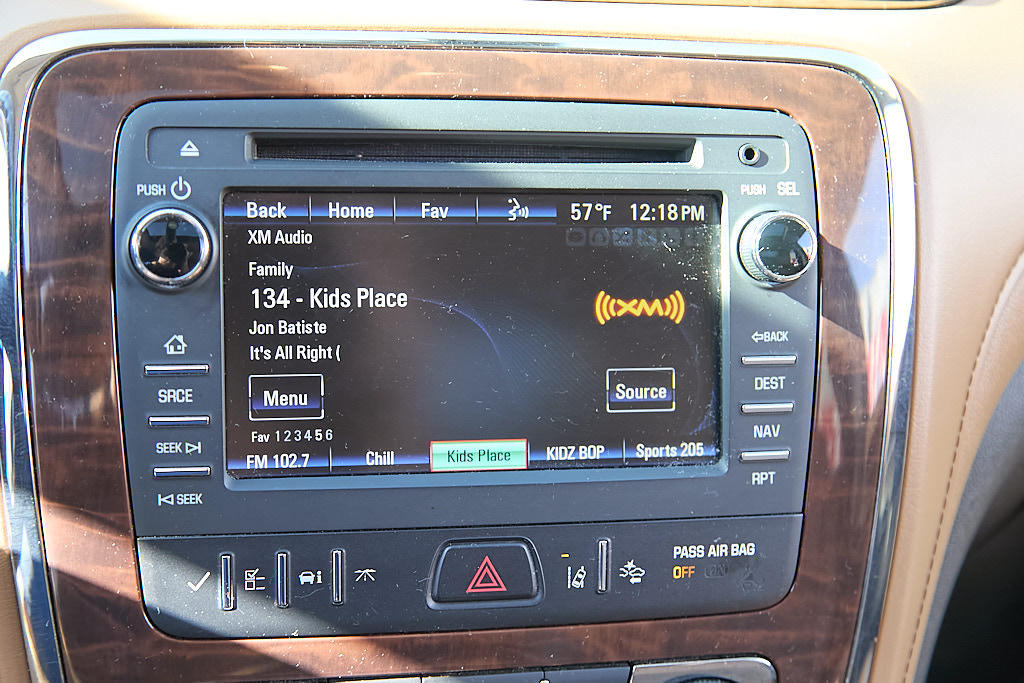 PUSH
PUSH SEL
Back Home Fav 57°F 12:18 PM
XM Audio
Family
134 - Kids Place
XM
Jon Batiste
It's All Right (
Menu
Source
Fav 1 2 3 4 5 6
FM 102.7 Chill Kids Place KIDZ BOP Sports 205
SRCE
SEEK
SEEK
BACK
DEST
NAV
RPT
PASS AIR BAG
OFF ON